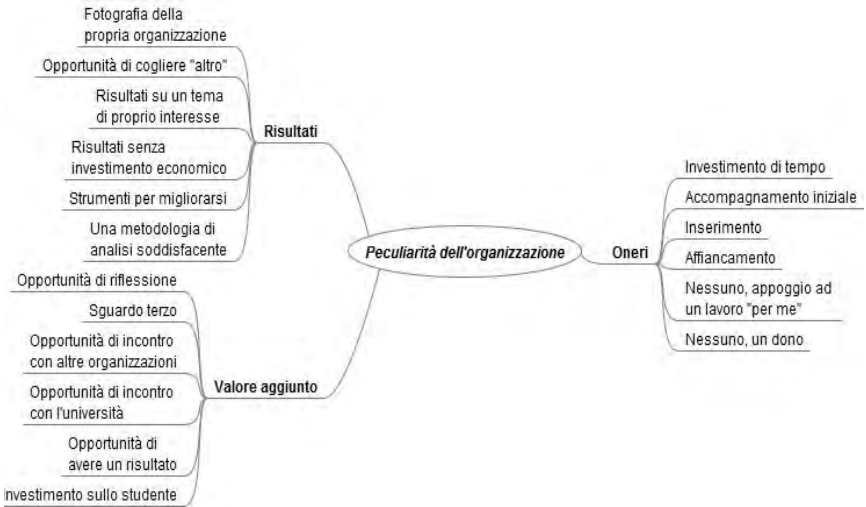 Fotografia della
propria organizzazione
Opportunità di cogliere "altro"
Risultati su un tema
di proprio interesse
Risultati senza
investimento economico
Strumenti per migliorarsi
Una metodologia di
analisi soddisfacente
Risultati
Opportunità di riflessione
Sguardo terzo
Opportunità di incontro
con altre organizzazioni
Opportunità di incontro
con l'università
Opportunità di
avere un risultato
nvestimento sullo studente
Valore aggiunto
Peculiarità dell'organizzazione
Oneri
Investimento di tempo
Accompagnamento iniziale
Inserimento
Affiancamento
Nessuno, appoggio ad
un lavoro "per me"
Nessuno, un dono